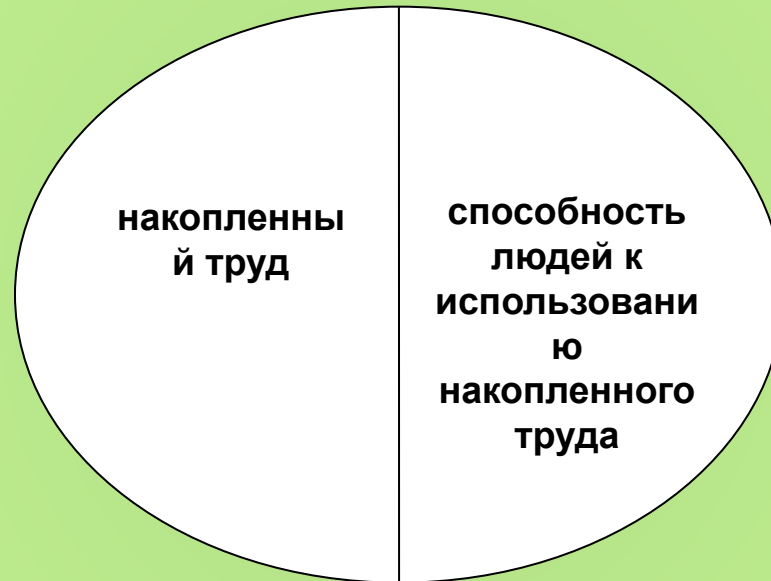 накопленны
й труд
способность
людей к
использовани
ю
накопленного
труда